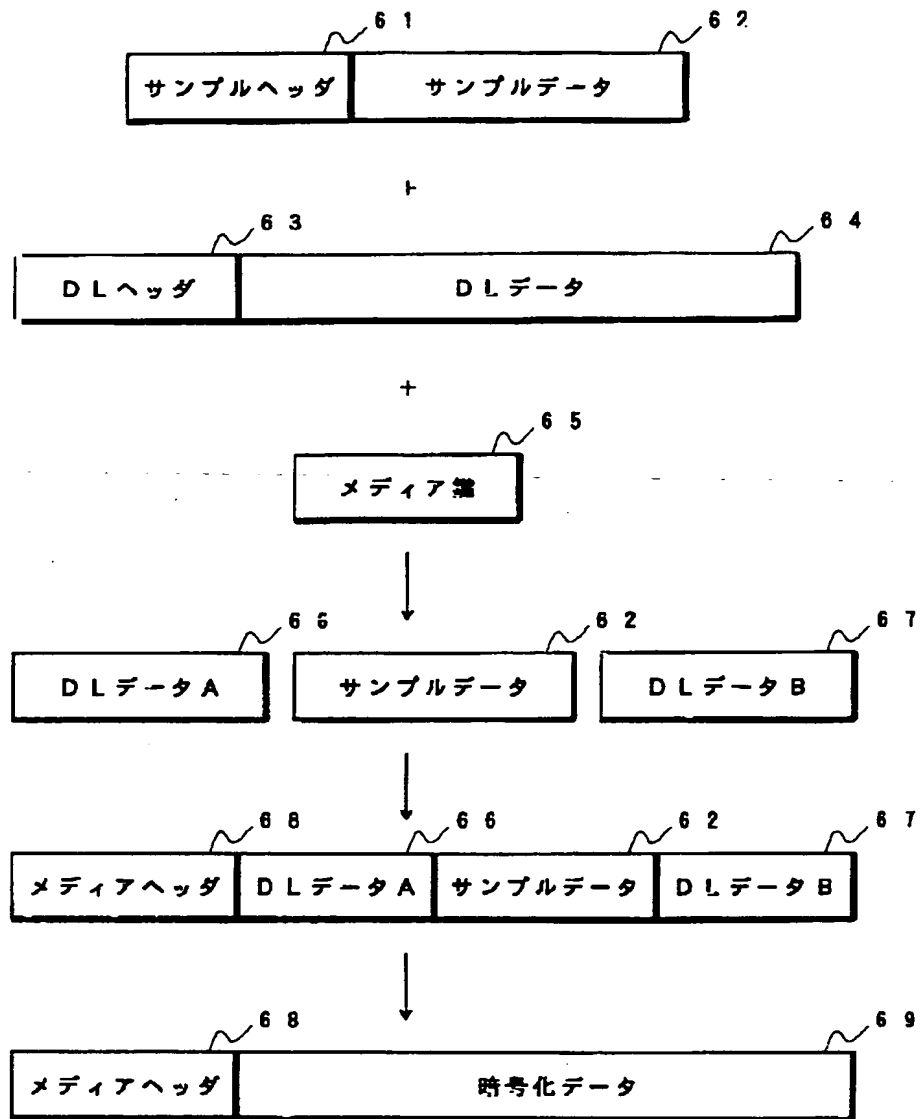 61 62
サンプルヘッダ サンプルデータ
+
63 64
DLヘッダ DLデータ
+
65
メディア鍵
66 62 67
DLデータA サンプルデータ DLデータB
68 66 62 67
メディアヘッダ DLデータA サンプルデータ DLデータB
68 69
メディアヘッダ 暗号化データ